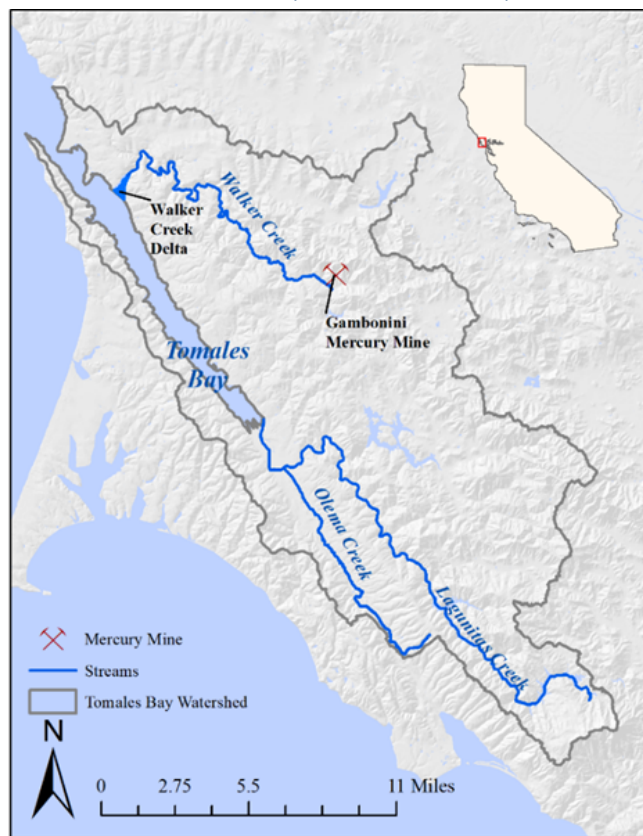 Walker Creek
Walker
Creek
Delta
Gambonini
Mercury Mine
Tomales
Bay
Olema Creek
Lagunitas Creek
Mercury Mine
Streams
Tomales Bay Watershed
N
0 2.75 5.5 11 Miles